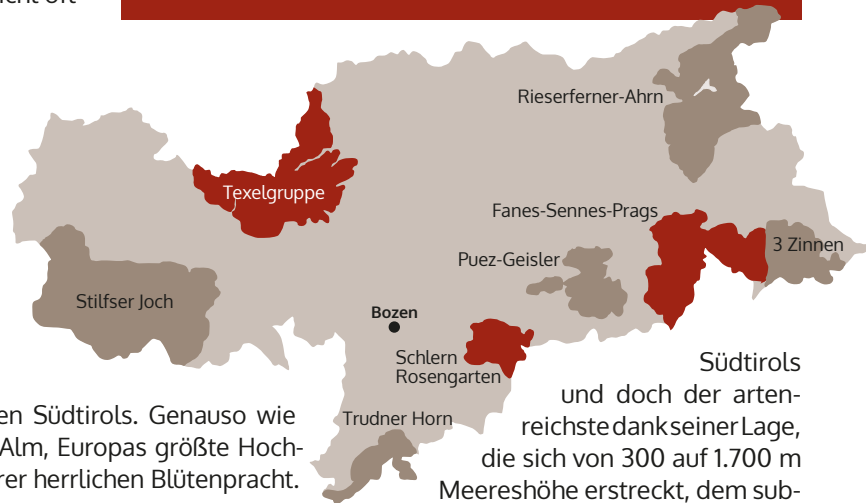 Rieserferner-Ahrn
Texelgruppe
Fanes-Sennes-Prags
3 Zinnen
Puez-Geisler
Stilfser Joch
Bozen
Schlern
Rosengarten
Trudner Horn
en Südtirols. Genauso wie
Alm, Europas größte Hoch-
rer herrlichen Blütenpracht.
Südtirols
und doch der arten-
reichste dank seiner Lage,
die sich von 300 auf 1.700 m
Meereshöhe erstreckt, dem sub-